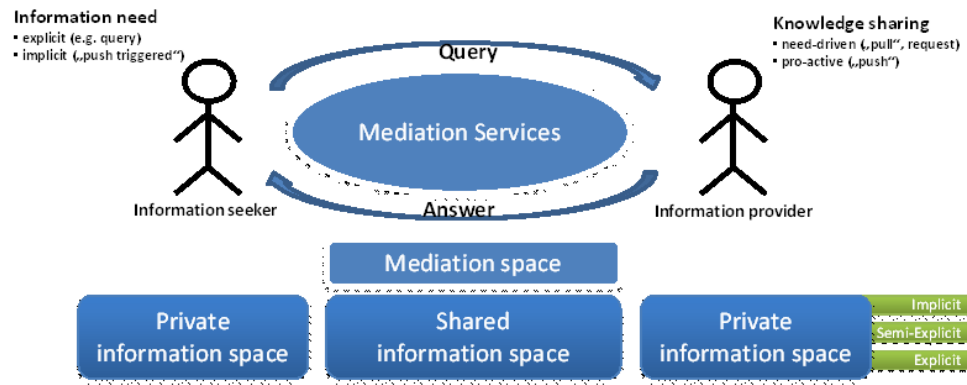 Information need
▪ explicit (e.g. query)
▪ implicit („push triggered“)
Knowledge sharing
▪ need-driven („pull“, request)
▪ pro-active („push“)
Query
Mediation Services
Answer
Information seeker
Information provider
Mediation space
Private
information space
Shared
information space
Private
information space
Implicit
Semi-Explicit
Explicit